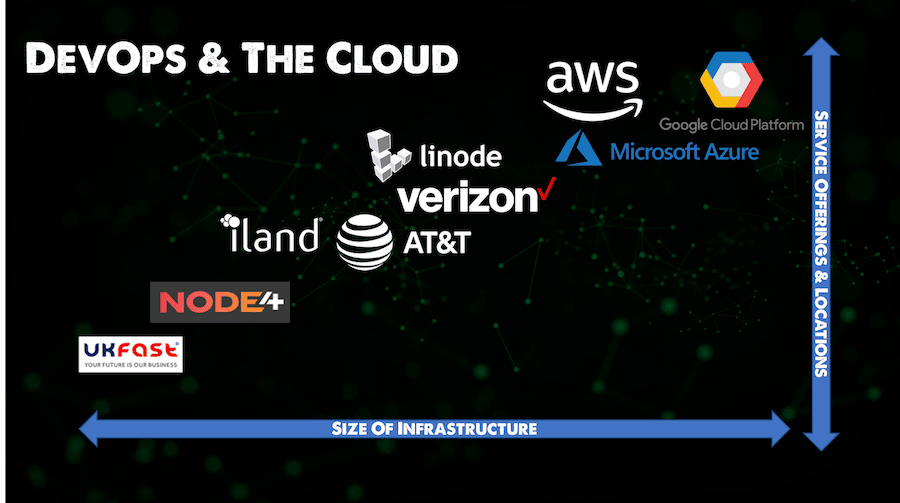 DevOps & The Cloud
aws
Google Cloud Platform
Microsoft Azure
linode
verizon
iland
AT&T
NODE4
UKFAST
YOUR FUTURE IS OUR BUSINESS
Size Of Infrastructure
Service Offerings & Locations